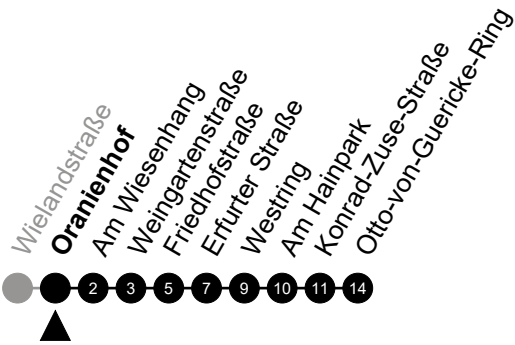 Wielandstraße
Oranienhof
Am Wiesenhang
Weingartenstraße
Friedhofstraße
Erfurter Straße
Westring
Am Hainpark
Konrad-Zuse-Straße
Otto-von-Guericke-Ring
2 3 5 7 9 10 11 14